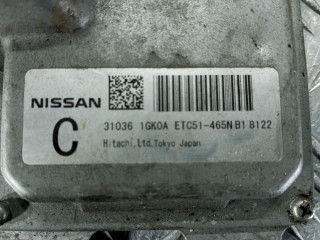 NISSAN
C
31036 1GK0A ETC51-465N B1 8122
Hitachi,Ltd.Tokyo Japan